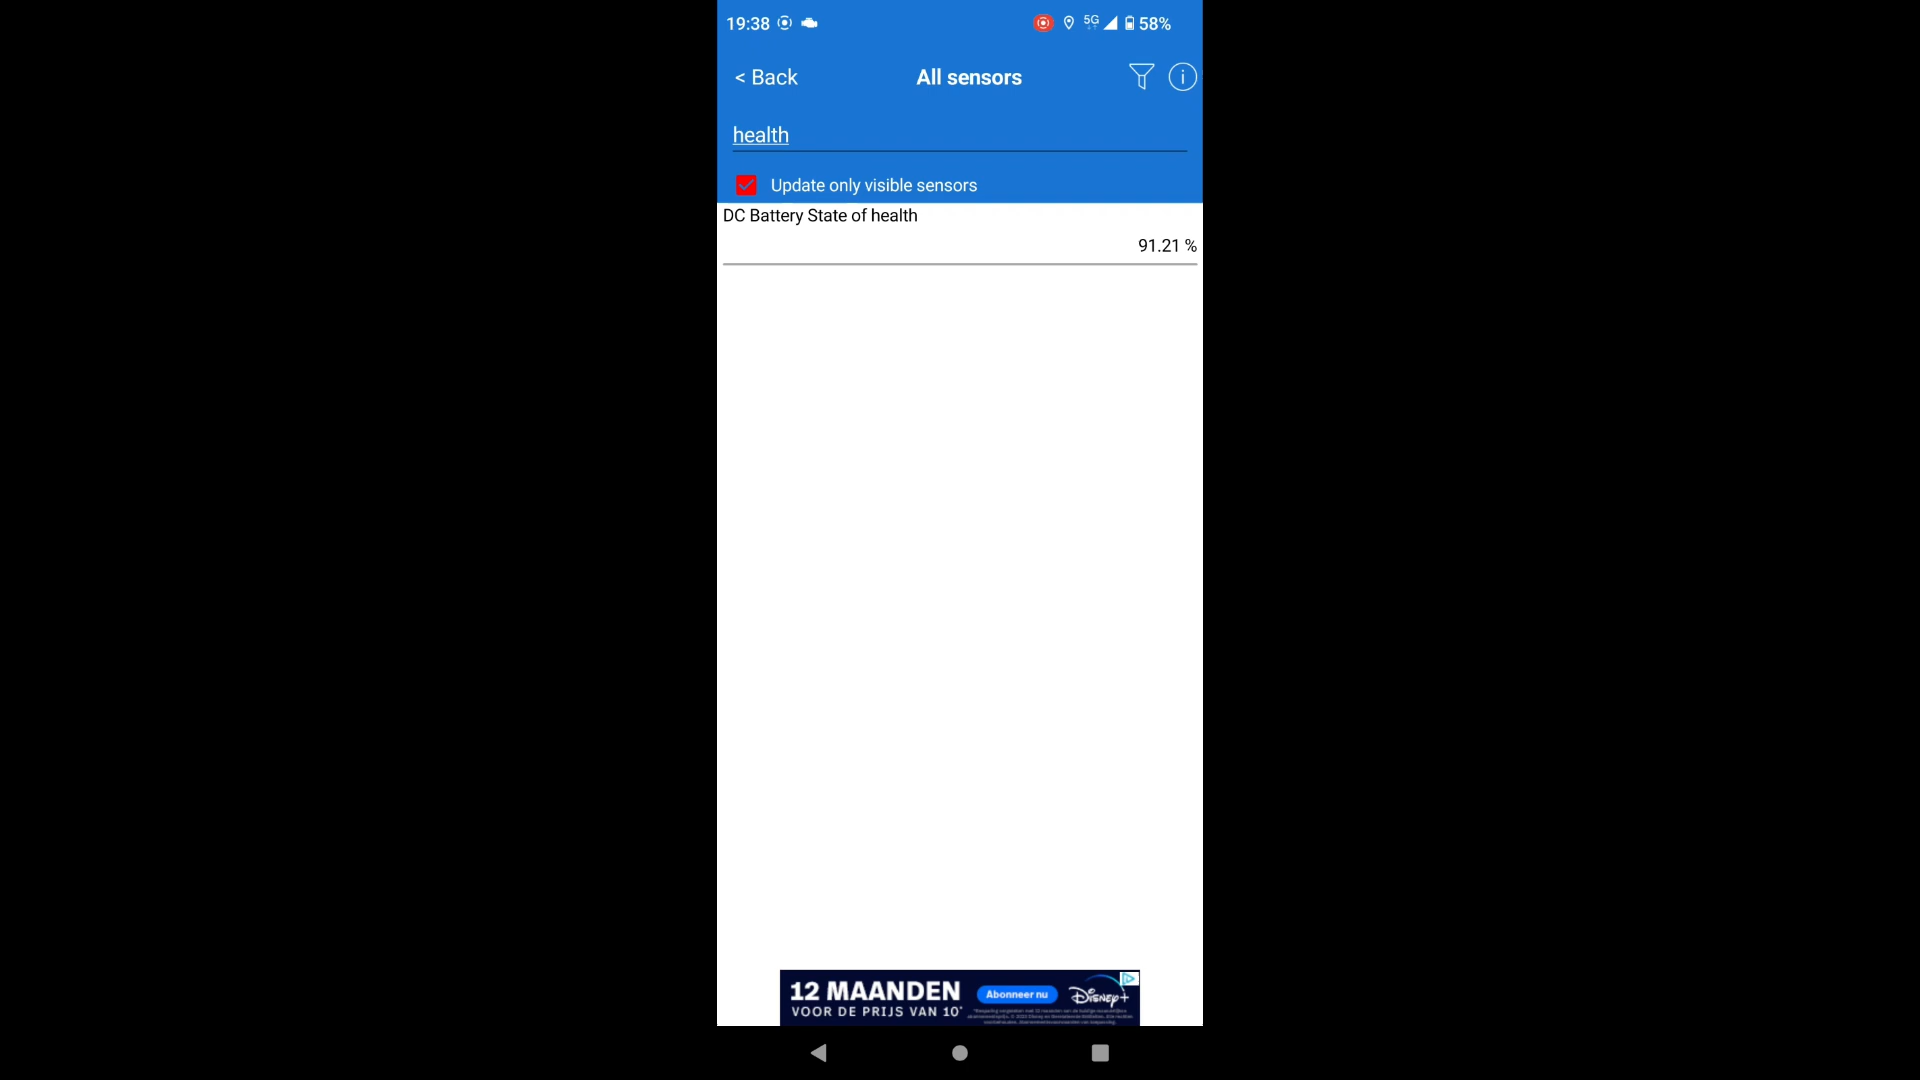 19:38
5G
58%
< Back
All sensors
health
Update only visible sensors
DC Battery State of health
91.21 %
12 MAANDEN
VOOR DE PRIJS VAN 10*
Abonneer nu
Disney+